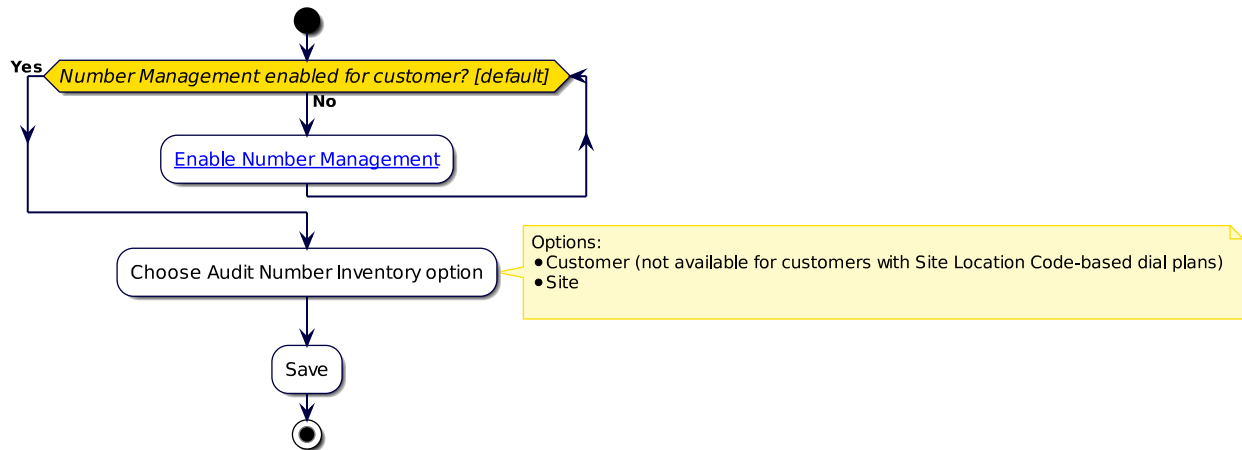 Yes
Number Management enabled for customer? [default]
No
Enable Number Management
Choose Audit Number Inventory option
Options:
• Customer (not available for customers with Site Location Code-based dial plans)
• Site
Save